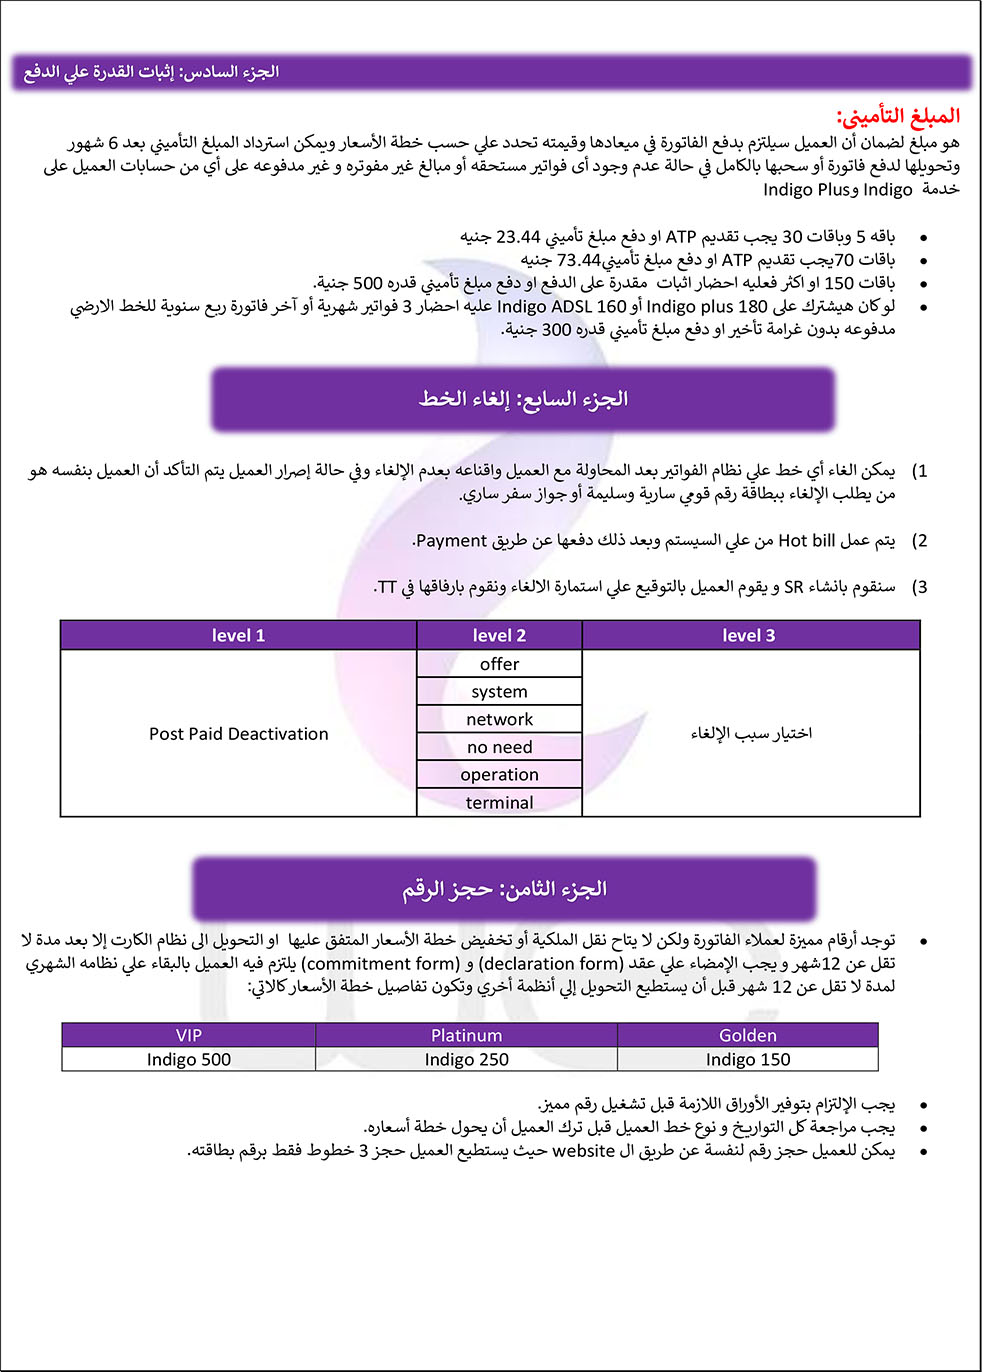 الجزء السادس: إثبات القدرة علي الدفع
المبلغ التأمينى:
هو مبلغ لضمان أن العميل سيلتزم بدفع الفاتورة في ميعادها وقيمته تحدد علي حسب خطة الأسعار ويمكن استرداد المبلغ التأميني بعد 6 شهور
وتحويلها لدفع فاتورة أو سحبها بالكامل في حالة عدم وجود أى فواتير مستحقه أو مبالغ غير مفوتره و غير مدفوعه على أي من حسابات العميل على
خدمة Indigo وIndigo Plus
• باقه 5 وباقات 30 يجب تقديم ATP او دفع مبلغ تأميني 23.44 جنيه
• باقات 70يجب تقديم ATP او دفع مبلغ تأميني73.44 جنيه
• باقات 150 او اكثر فعليه احضار اثبات مقدرة على الدفع او دفع مبلغ تأميني قدره 500 جنية.
• لو كان هيشترك على Indigo plus 180 أو Indigo ADSL 160 عليه احضار 3 فواتير شهرية أو آخر فاتورة ربع سنوية للخط الارضي
مدفوعه بدون غرامة تأخير او دفع مبلغ تأميني قدره 300 جنية.
الجزء السابع: إلغاء الخط
1) يمكن الغاء أي خط علي نظام الفواتير بعد المحاولة مع العميل واقناعه بعدم الإلغاء وفي حالة إصرار العميل يتم التأكد أن العميل بنفسه هو
من يطلب الإلغاء ببطاقة رقم قومي سارية وسليمة أو جواز سفر ساري.
2) يتم عمل Hot bill من علي السيستم وبعد ذلك دفعها عن طريق Payment.
3) سنقوم بانشاء SR و يقوم العميل بالتوقيع علي استمارة الالغاء ونقوم بارفاقها في TT.
level 1 level 2 level 3
offer
system
network
Post Paid Deactivation اختيار سبب الإلغاء
no need
operation
terminal
الجزء الثامن: حجز الرقم
• توجد أرقام مميزة لعملاء الفاتورة ولكن لا يتاح نقل الملكية أو تخفيض خطة الأسعار المتفق عليها او التحويل الى نظام الكارت إلا بعد مدة لا
تقل عن 12شهر و يجب الإمضاء علي عقد (declaration form) و (commitment form) يلتزم فيه العميل بالبقاء علي نظامه الشهري
لمدة لا تقل عن 12 شهر قبل أن يستطيع التحويل إلي أنظمة أخري وتكون تفاصيل خطة الأسعار كالاتي:
VIP Platinum Golden
Indigo 500 Indigo 250 Indigo 150
• يجب الإلتزام بتوفير الأوراق اللازمة قبل تشغيل رقم مميز.
• يجب مراجعة كل التواريخ و نوع خط العميل قبل ترك العميل أن يحول خطة أسعاره.
• يمكن للعميل حجز رقم لنفسة عن طريق ال website حيث يستطيع العميل حجز 3 خطوط فقط برقم بطاقته.